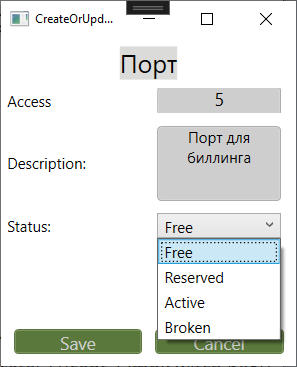 CreateOrUpd...
Порт
Access
5
Description:
Порт для
биллинга
Status:
Free
Free
Reserved
Active
Broken
Save
Cancel